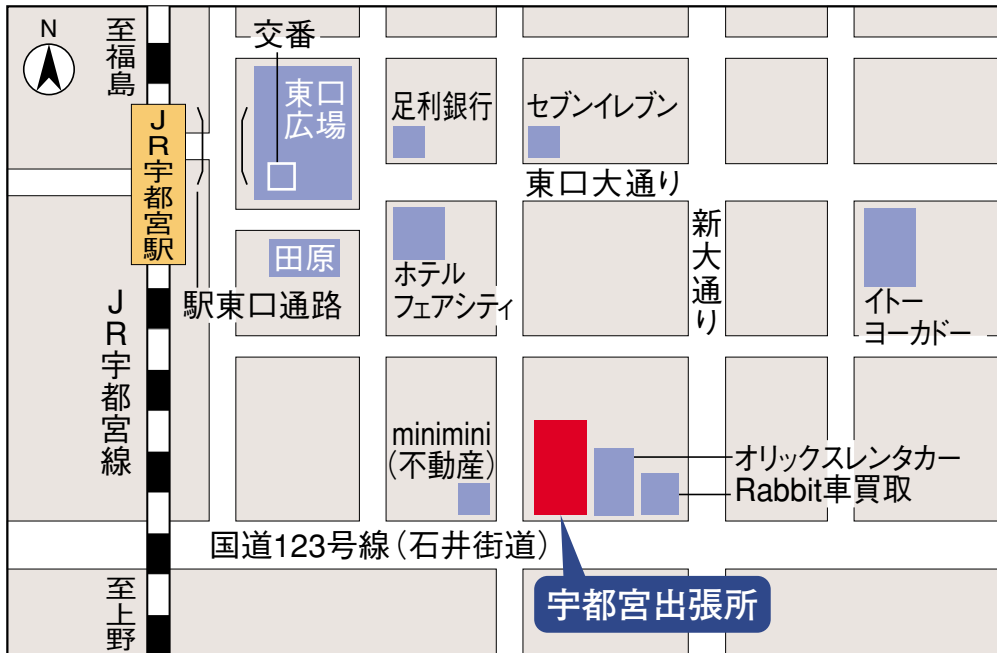 N
至福島
交番
東口
広場
足利銀行
セブンイレブン
JR宇都宮駅
東口大通り
新大通り
田原
ホテル
フェアシティ
イトー
ヨーカドー
駅東口通路
JR宇都宮線
minimini
(不動産)
オリックスレンタカー
Rabbit車買取
国道123号線(石井街道)
至上野
宇都宮出張所